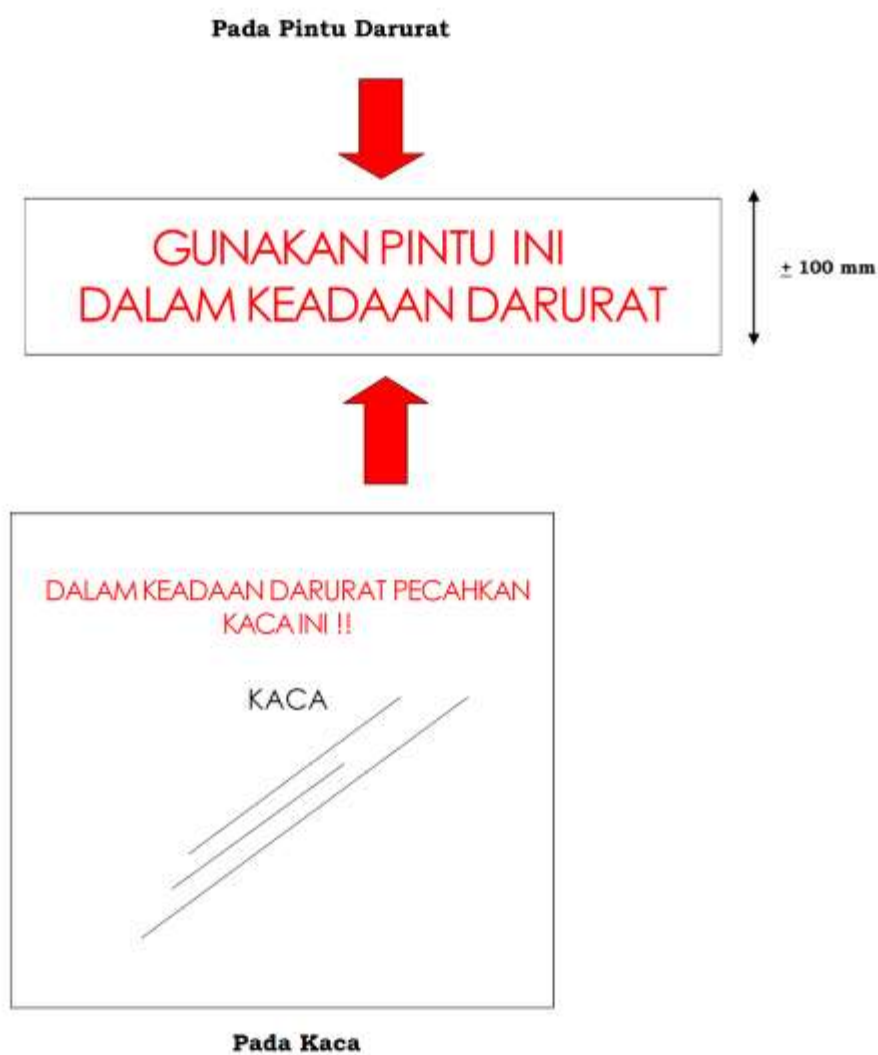 Pada Pintu Darurat
GUNAKAN PINTU INI
DALAM KEADAAN DARURAT
± 100 mm
DALAM KEADAAN DARURAT PECAHKAN
KACA INI !!
KACA
Pada Kaca